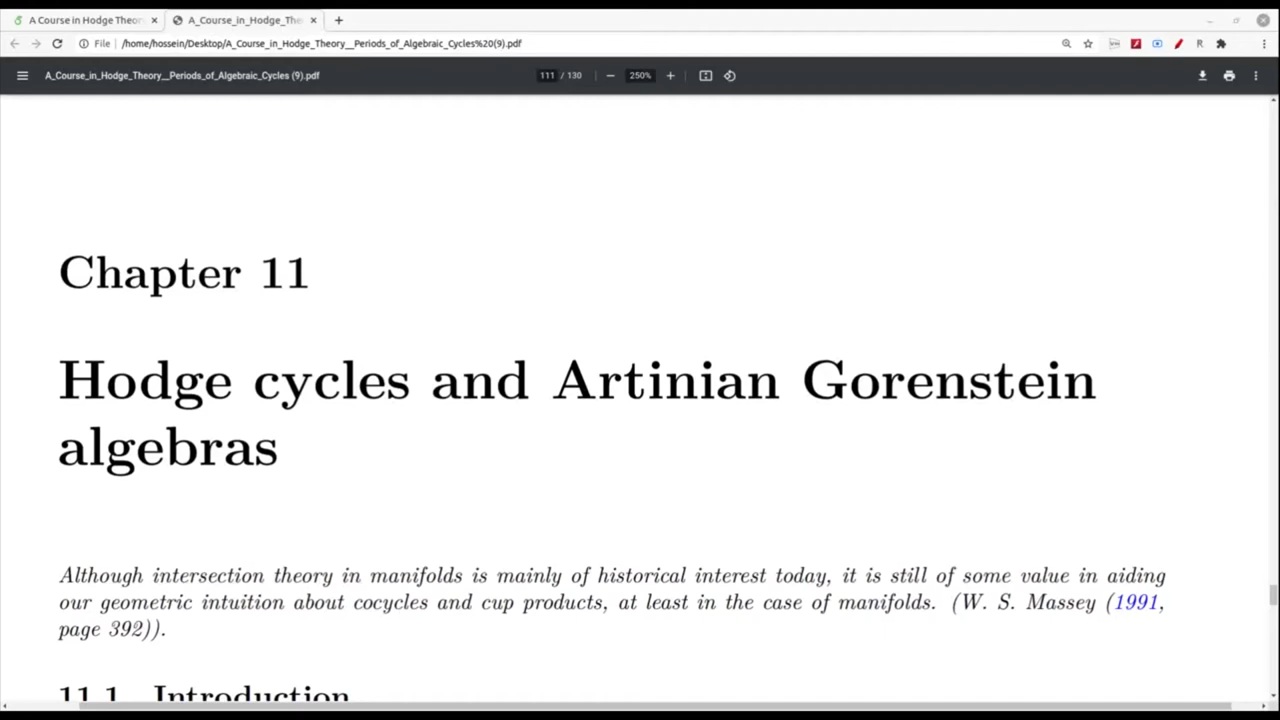 A Course in Hodge Theor
A_Course_in_Hodge_The
File
/home/hossein/Desktop/A_Course_in_Hodge_Theory__Periods_of_Algebraic_Cycles%20(9).pdf
A_Course_in_Hodge_Theory__Periods_of_Algebraic_Cycles (9).pdf
111 / 130
250%
Chapter 11
Hodge cycles and Artinian Gorenstein
algebras
Although intersection theory in manifolds is mainly of historical interest today, it is still of some value in aiding
our geometric intuition about cocycles and cup products, at least in the case of manifolds. (W. S. Massey (1991,
page 392)).
11.1 Introduction